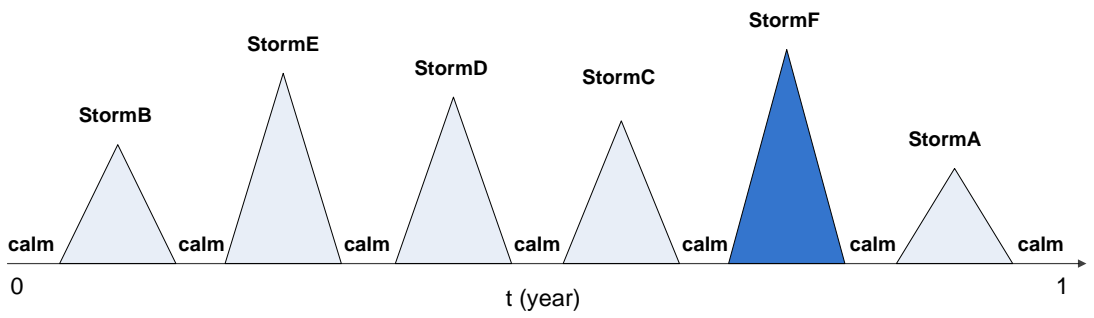 StormF
StormE
StormD
StormC
StormB
StormA
calm calm calm calm calm calm calm
0 1
t (year)